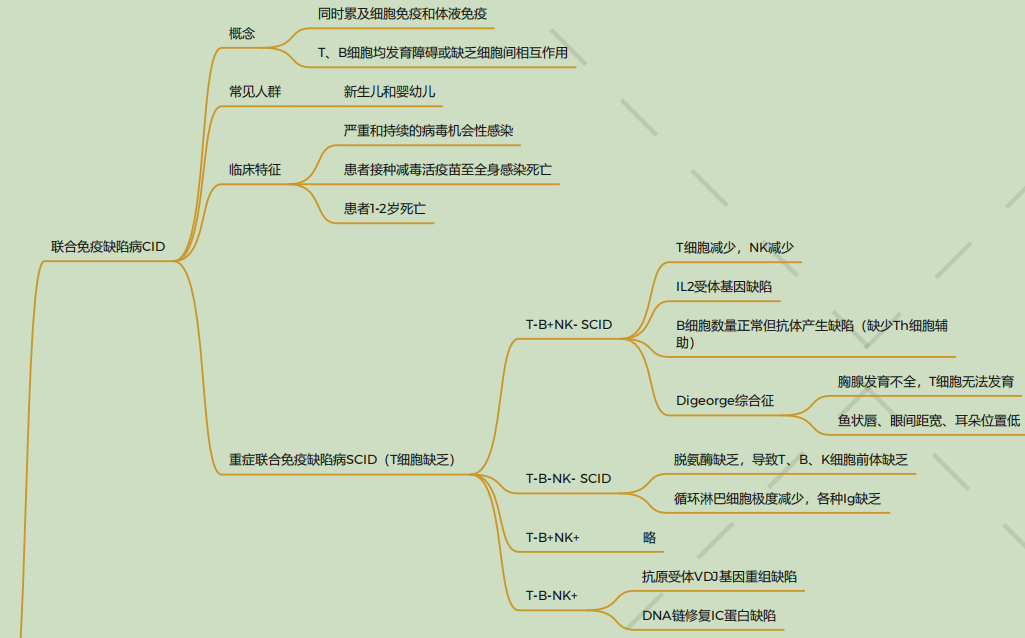 联合免疫缺陷病CID
概念
同时累及细胞免疫和体液免疫
T、B细胞均发育障碍或缺乏细胞间相互作用
常见人群
新生儿和婴幼儿
临床特征
严重和持续的病毒机会性感染
患者接种减毒活疫苗至全身感染死亡
患者1-2岁死亡
重症联合免疫缺陷病SCID（T细胞缺乏）
T-B+NK- SCID
T细胞减少，NK减少
IL2受体基因缺陷
B细胞数量正常但抗体产生缺陷（缺少Th细胞辅
助）
Digeorge综合征
胸腺发育不全，T细胞无法发育
鱼状唇、眼间距宽、耳朵位置低
T-B-NK- SCID
脱氨酶缺乏，导致T、B、K细胞前体缺乏
循环淋巴细胞极度减少，各种Ig缺乏
T-B+NK+
略
T-B-NK+
抗原受体VDJ基因重组缺陷
DNA链修复IC蛋白缺陷